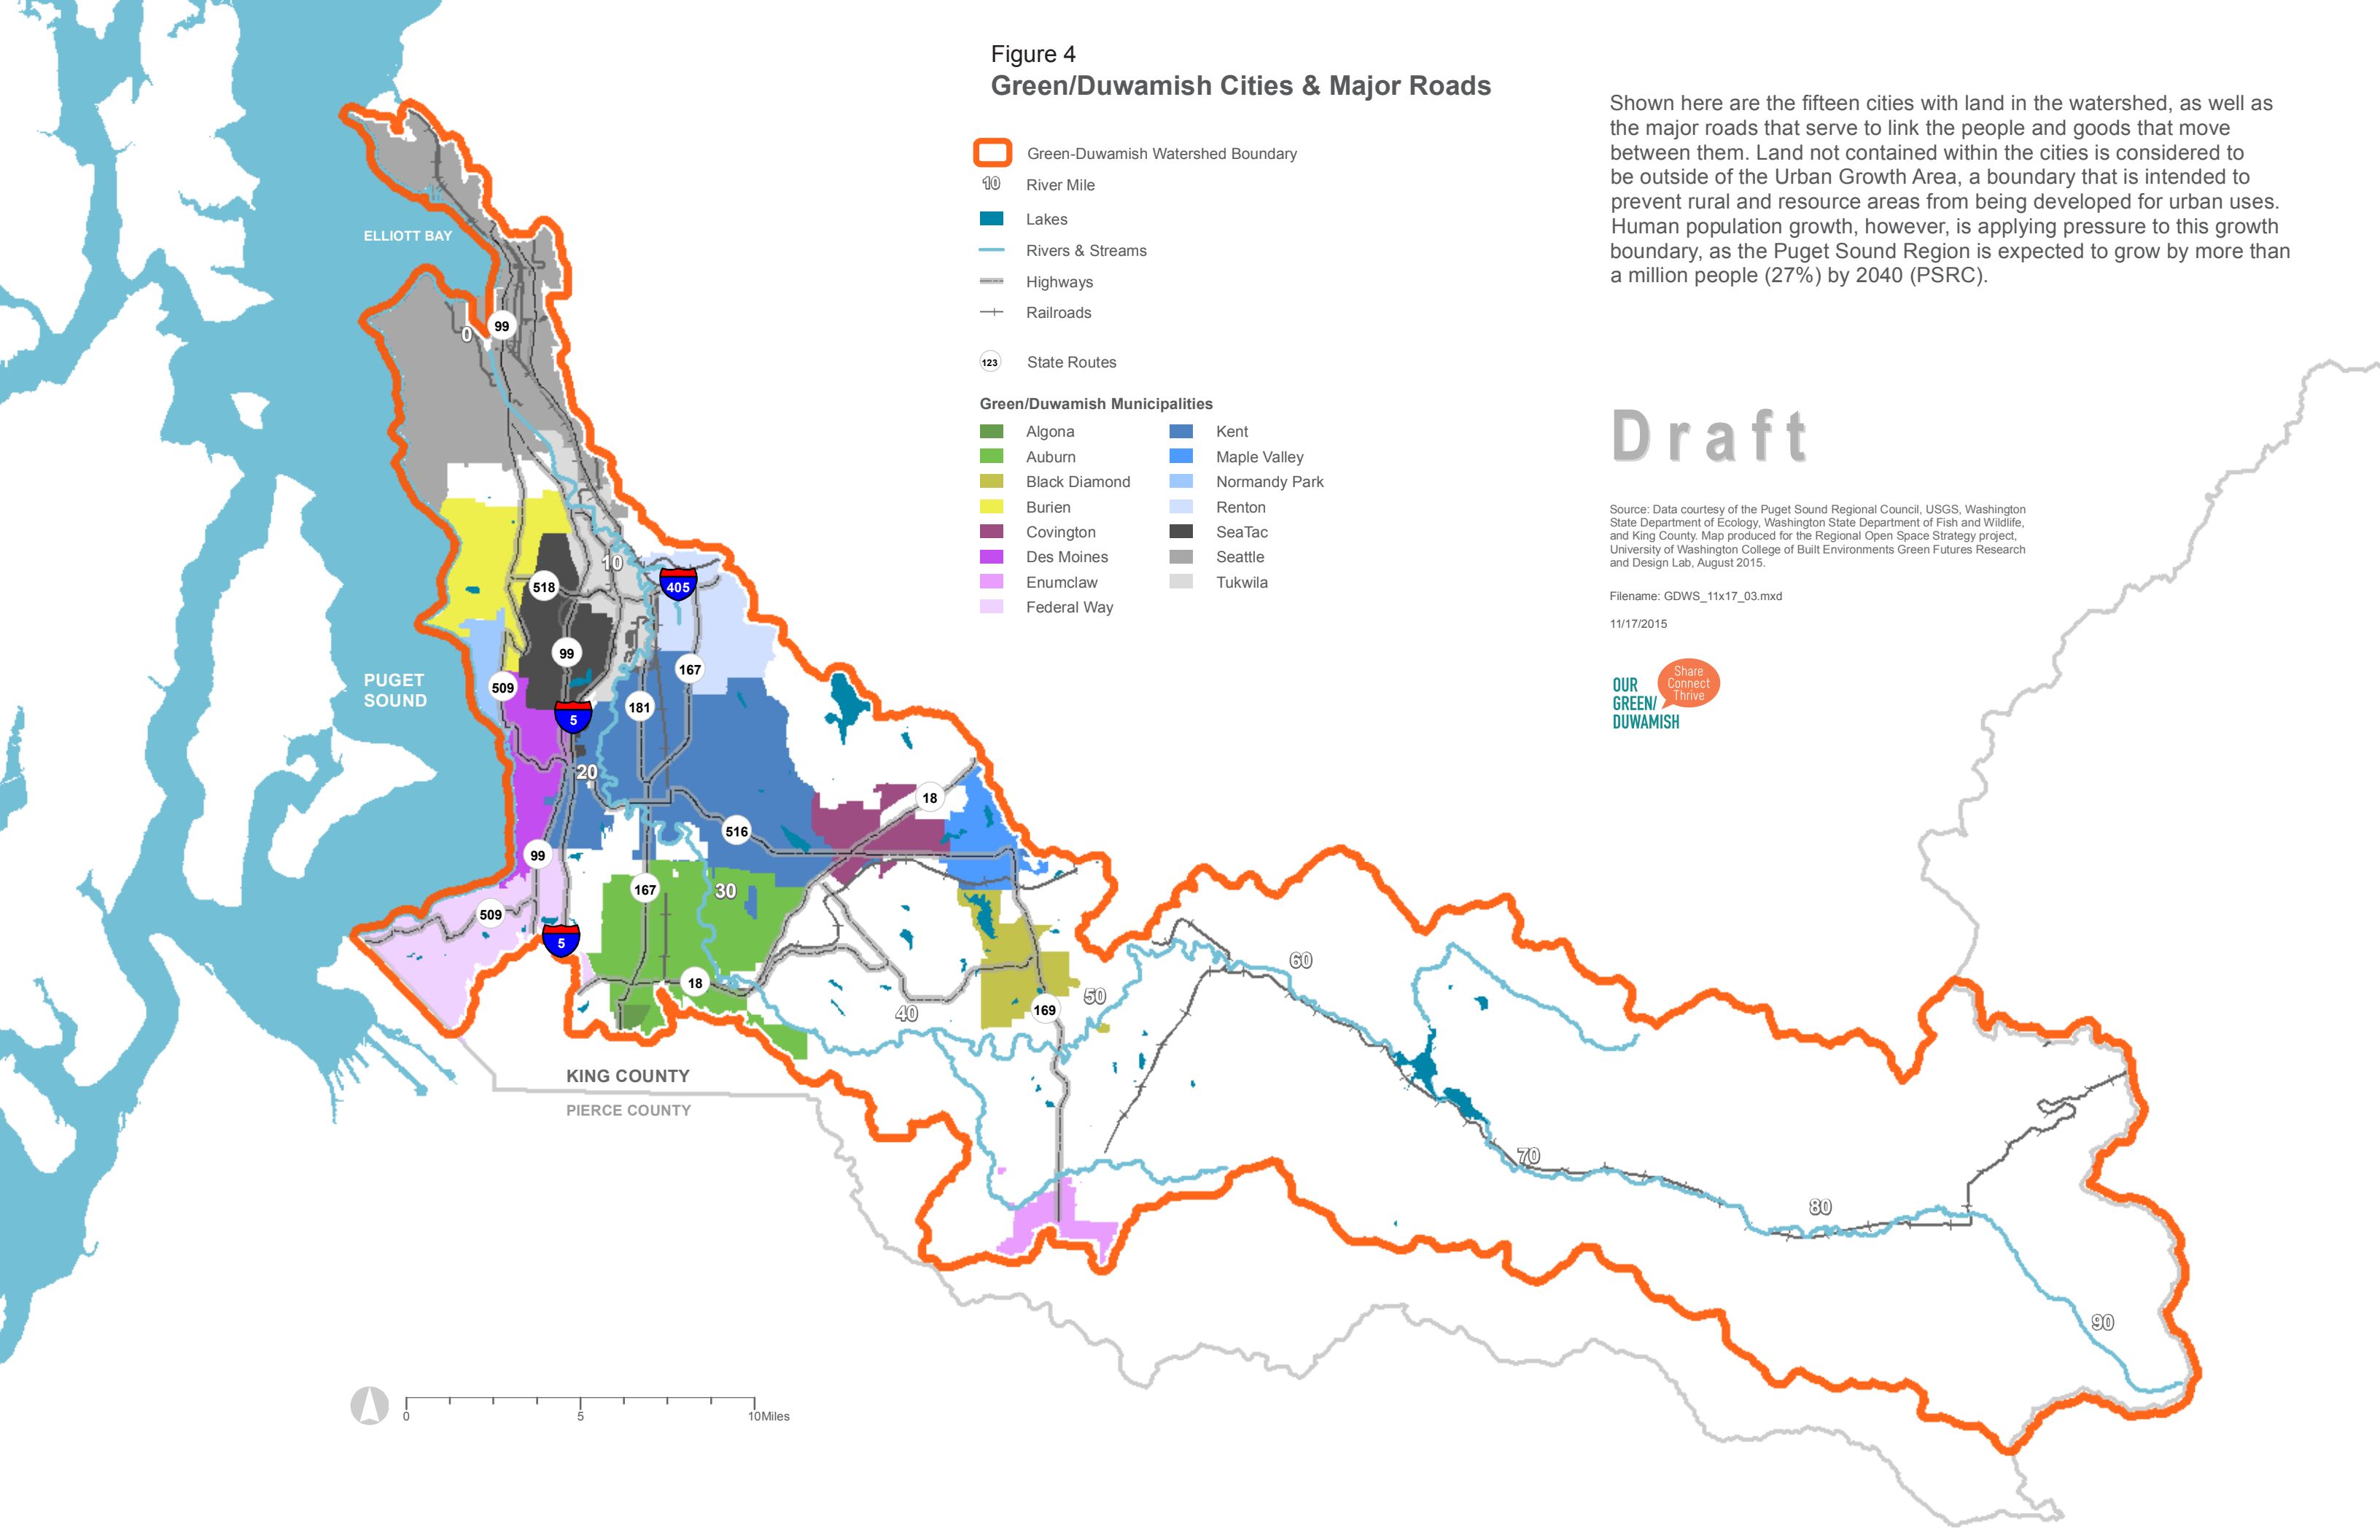 Figure 4
Green/Duwamish Cities & Major Roads
Green-Duwamish Watershed Boundary
10 River Mile
Lakes
Rivers & Streams
Highways
Railroads
123 State Routes
Green/Duwamish Municipalities
Algona
Auburn
Black Diamond
Burien
Covington
Des Moines
Enumclaw
Federal Way
Kent
Maple Valley
Normandy Park
Renton
SeaTac
Seattle
Tukwila
Shown here are the fifteen cities with land in the watershed, as well as
the major roads that serve to link the people and goods that move
between them. Land not contained within the cities is considered to
be outside of the Urban Growth Area, a boundary that is intended to
prevent rural and resource areas from being developed for urban uses.
Human population growth, however, is applying pressure to this growth
boundary, as the Puget Sound Region is expected to grow by more than
a million people (27%) by 2040 (PSRC).
Draft
Source: Data courtesy of the Puget Sound Regional Council, USGS, Washington
State Department of Ecology, Washington State Department of Fish and Wildlife,
and King County. Map produced for the Regional Open Space Strategy project,
University of Washington College of Built Environments Green Futures Research
and Design Lab, August 2015.
Filename: GDWS_11x17_03.mxd
11/17/2015
OUR
GREEN/
DUWAMISH
Share
Connect
Thrive
ELLIOTT BAY
0
99
10
518
405
99
167
PUGET
SOUND
509
181
5
20
18
516
99
167
30
509
5
18
40
169
50
60
70
80
90
KING COUNTY
PIERCE COUNTY
0
5
10Miles